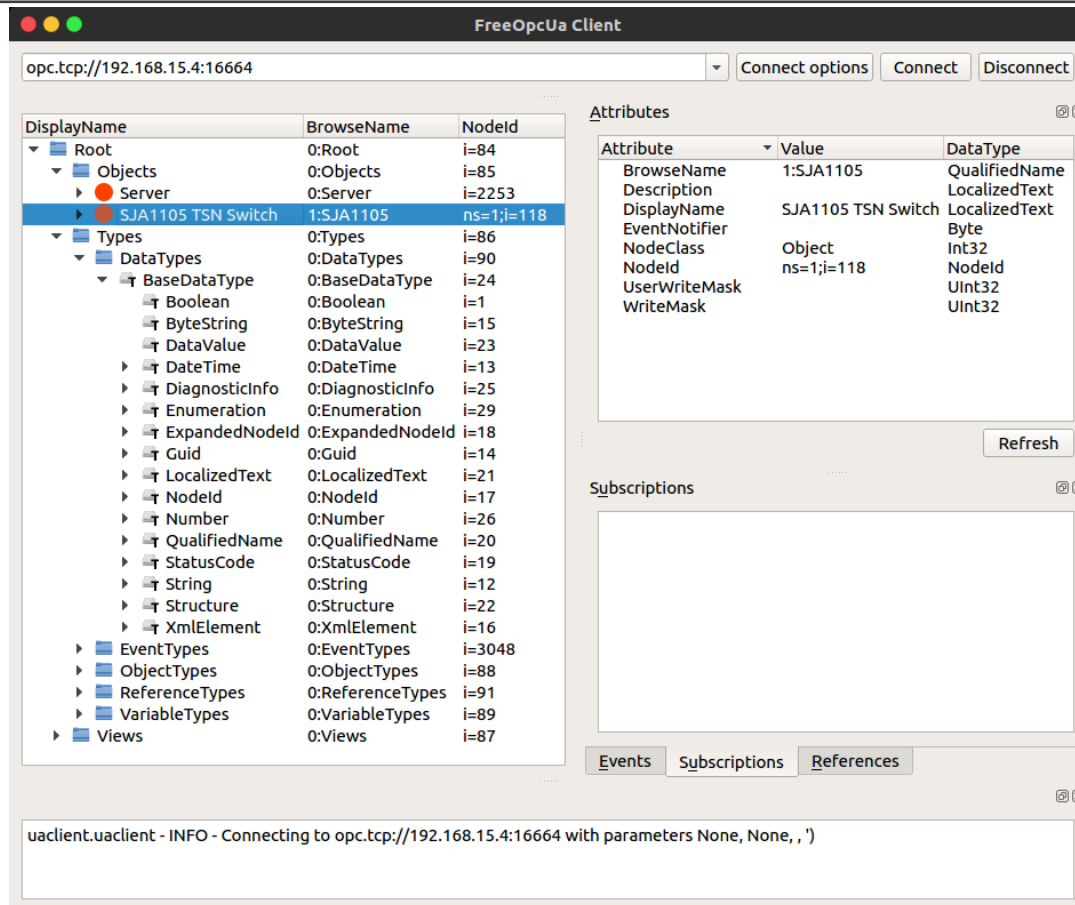 FreeOpcUa Client
opc.tcp://192.168.15.4:16664
Connect options
Connect
Disconnect
DisplayName BrowseName NodeId
Root 0:Root i=84
Objects 0:Objects i=85
Server 0:Server i=2253
SJA1105 TSN Switch 1:SJA1105 ns=1;i=118
Types 0:Types i=86
DataTypes 0:DataTypes i=90
BaseDataType 0:BaseDataType i=24
Boolean 0:Boolean i=1
ByteString 0:ByteString i=15
DataValue 0:DataValue i=23
DateTime 0:DateTime i=13
DiagnosticInfo 0:DiagnosticInfo i=25
Enumeration 0:Enumeration i=29
ExpandedNodeId 0:ExpandedNodeId i=18
Guid 0:Guid i=14
LocalizedText 0:LocalizedText i=21
NodeId 0:NodeId i=17
Number 0:Number i=26
QualifiedName 0:QualifiedName i=20
StatusCode 0:StatusCode i=19
String 0:String i=12
Structure 0:Structure i=22
XmlElement 0:XmlElement i=16
EventTypes 0:EventTypes i=3048
ObjectTypes 0:ObjectTypes i=88
ReferenceTypes 0:ReferenceTypes i=91
VariableTypes 0:VariableTypes i=89
Views 0:Views i=87
Attributes
Attribute Value DataType
BrowseName 1:SJA1105 QualifiedName
Description LocalizedText
DisplayName SJA1105 TSN Switch LocalizedText
EventNotifier Byte
NodeClass Object Int32
NodeId ns=1;i=118 NodeId
UserWriteMask UInt32
WriteMask UInt32
Refresh
Subscriptions
Events Subscriptions References
uaclient.uaclient - INFO - Connecting to opc.tcp://192.168.15.4:16664 with parameters None, None, , ')